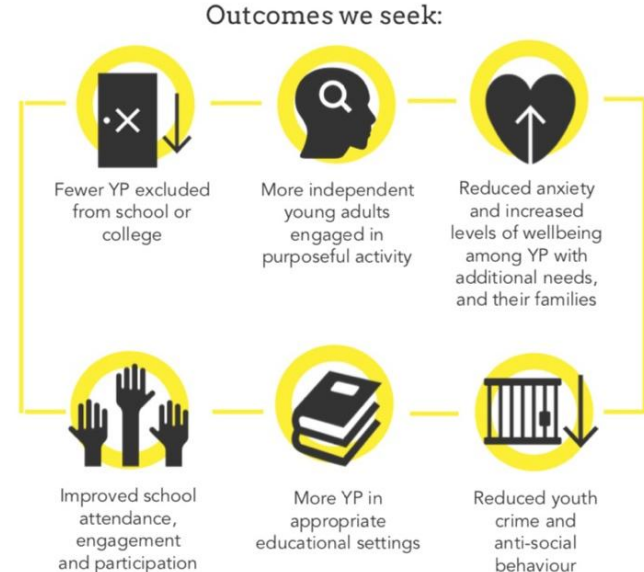 Outcomes we seek:
Fewer YP excluded
from school or
college
More independent
young adults
engaged in
purposeful activity
Reduced anxiety
and increased
levels of wellbeing
among YP with
additional needs,
and their families
Improved school
attendance,
engagement
and participation
More YP in
appropriate
educational settings
Reduced youth
crime and
anti-social
behaviour